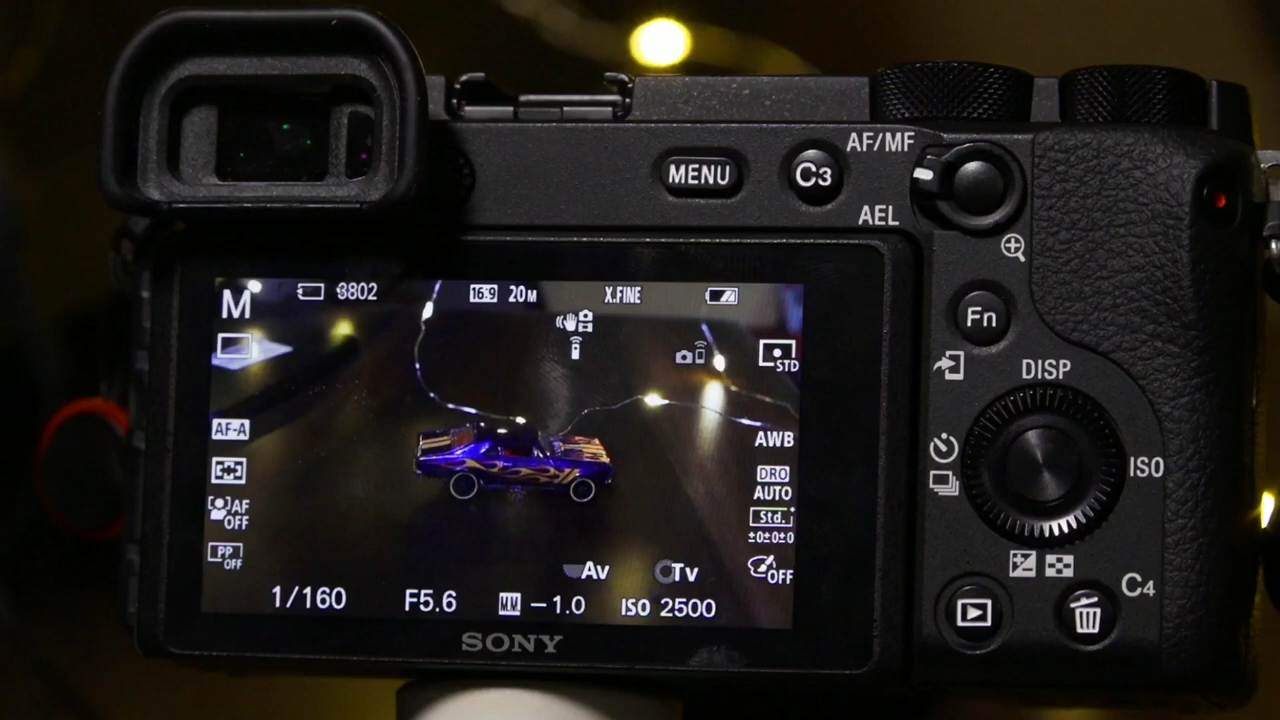 AF/MF
MENU
C3
AEL
M
3802
16:9
20M
X.FINE
STD
Fn
DISP
AF-A
AWB
ISO
DRO
AUTO
AF
OFF
Std.
±0±0±0
PP
OFF
Av
Tv
OFF
1/160
F5.6
M.M.
−1.0
ISO 2500
C4
SONY